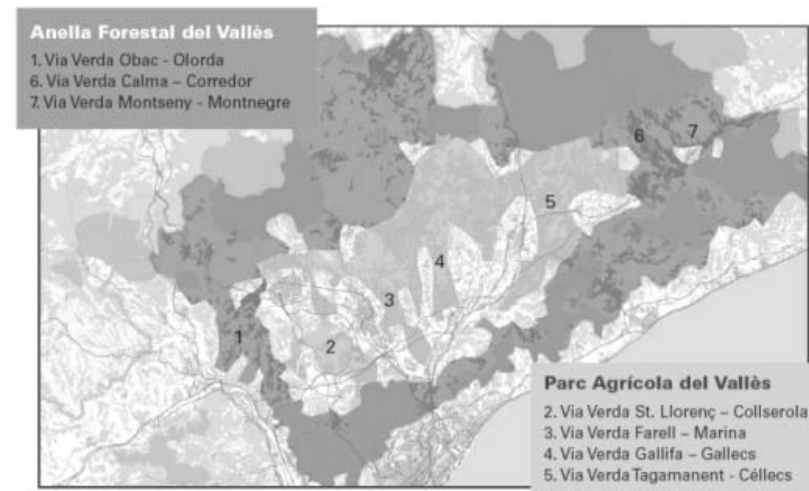 Anella Forestal del Vallès
1. Via Verda Obac - Olorda
6. Via Verda Calma – Corredor
7. Via Verda Montseny - Montnegre
6
7
5
4
3
1
2
Parc Agrícola del Vallès
2. Via Verda St. Llorenç – Collserola
3. Via Verda Farell – Marina
4. Via Verda Gallifa – Gallecs
5. Via Verda Tagamanent - Céllecs